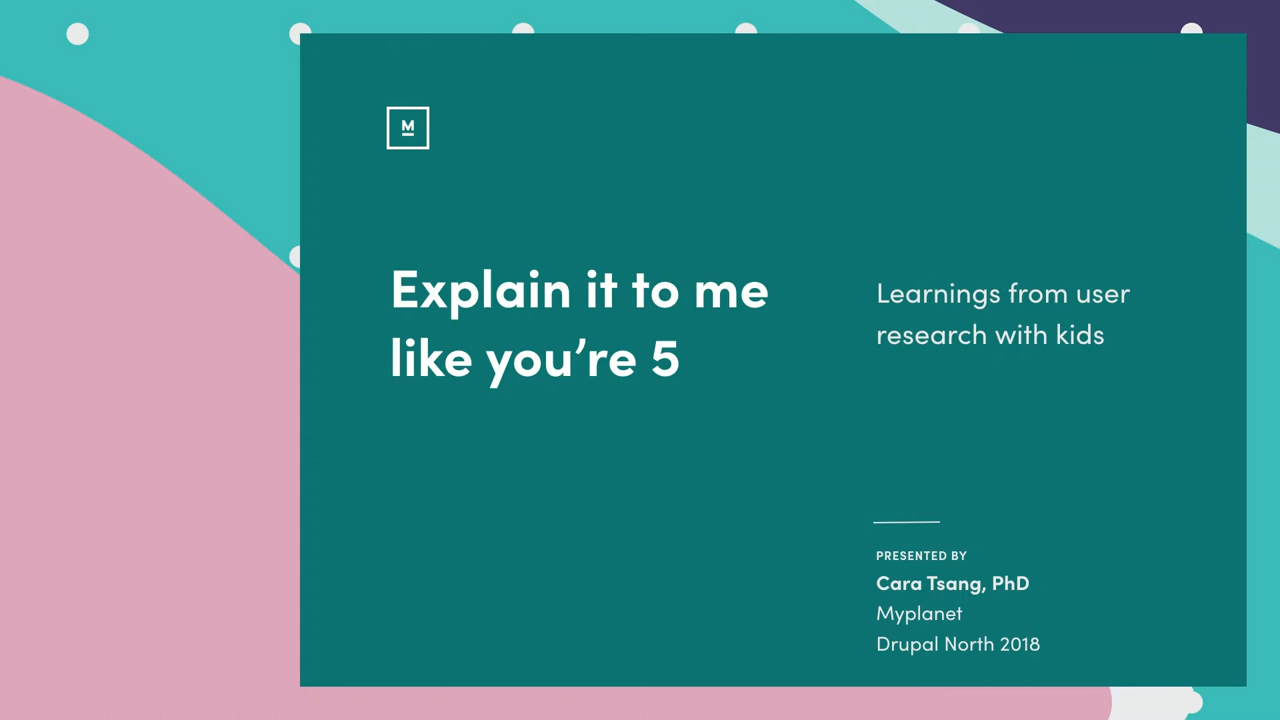 M
Explain it to me
like you’re 5
Learnings from user
research with kids
PRESENTED BY
Cara Tsang, PhD
Myplanet
Drupal North 2018